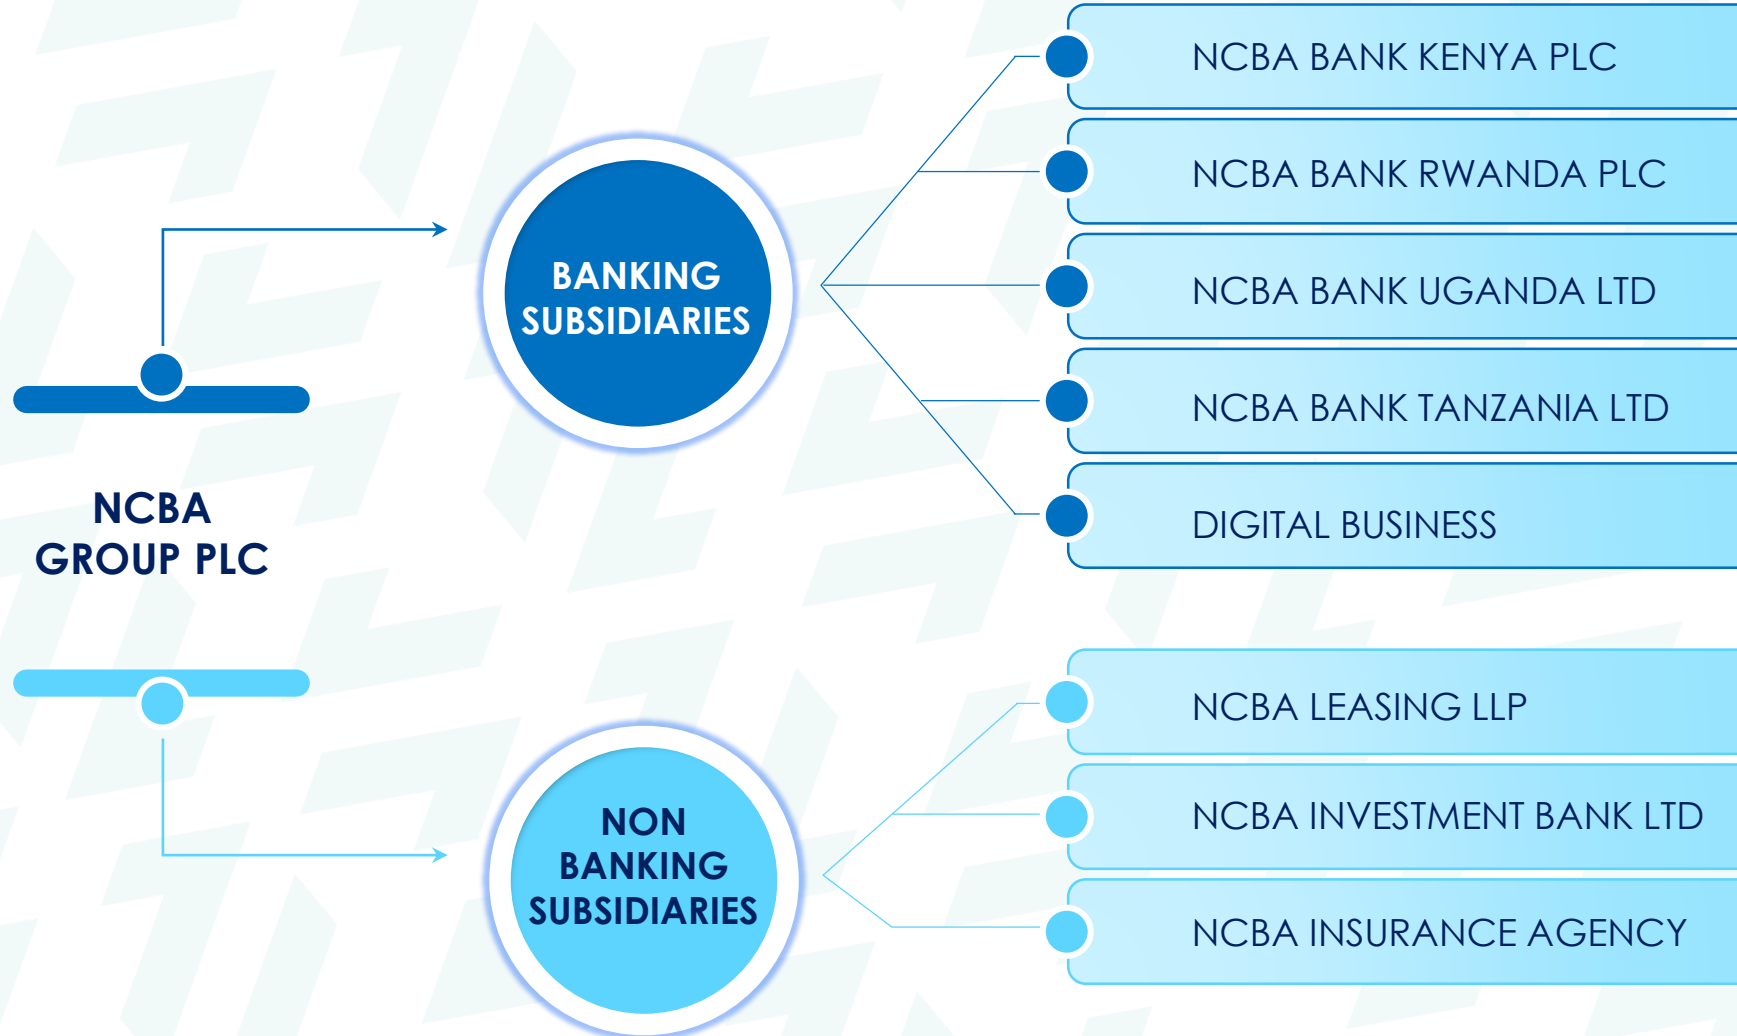 NCBA
GROUP PLC
BANKING
SUBSIDIARIES
NCBA BANK KENYA PLC
NCBA BANK RWANDA PLC
NCBA BANK UGANDA LTD
NCBA BANK TANZANIA LTD
DIGITAL BUSINESS
NON
BANKING
SUBSIDIARIES
NCBA LEASING LLP
NCBA INVESTMENT BANK LTD
NCBA INSURANCE AGENCY